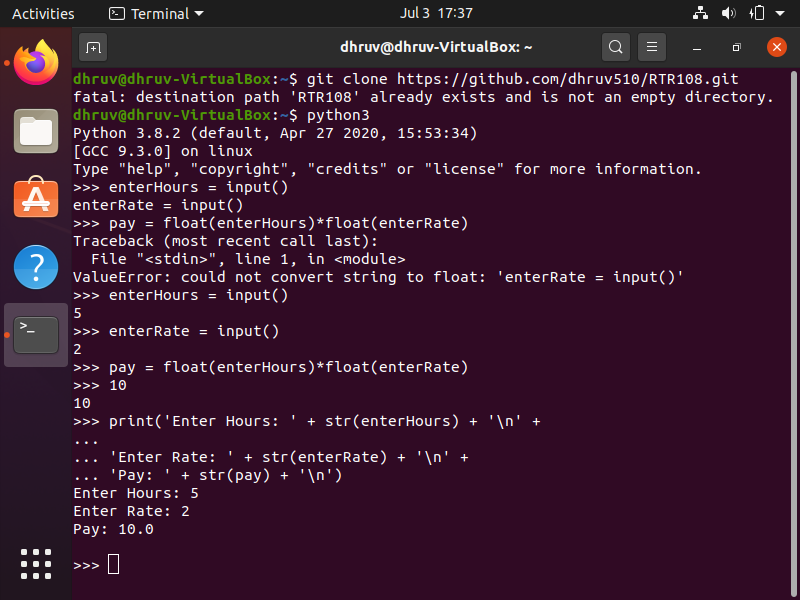 Activities Terminal Jul 3 17:37
dhruv@dhruv-VirtualBox: ~
dhruv@dhruv-VirtualBox:~$ git clone https://github.com/dhruv510/RTR108.git
fatal: destination path 'RTR108' already exists and is not an empty directory.
dhruv@dhruv-VirtualBox:~$ python3
Python 3.8.2 (default, Apr 27 2020, 15:53:34)
[GCC 9.3.0] on linux
Type "help", "copyright", "credits" or "license" for more information.
>>> enterHours = input()
enterRate = input()
>>> pay = float(enterHours)*float(enterRate)
Traceback (most recent call last):
  File "<stdin>", line 1, in <module>
ValueError: could not convert string to float: 'enterRate = input()'
>>> enterHours = input()
5
>>> enterRate = input()
2
>>> pay = float(enterHours)*float(enterRate)
>>> 10
10
>>> print('Enter Hours: ' + str(enterHours) + '\n' +
...
... 'Enter Rate: ' + str(enterRate) + '\n' +
... 'Pay: ' + str(pay) + '\n')
Enter Hours: 5
Enter Rate: 2
Pay: 10.0
>>>